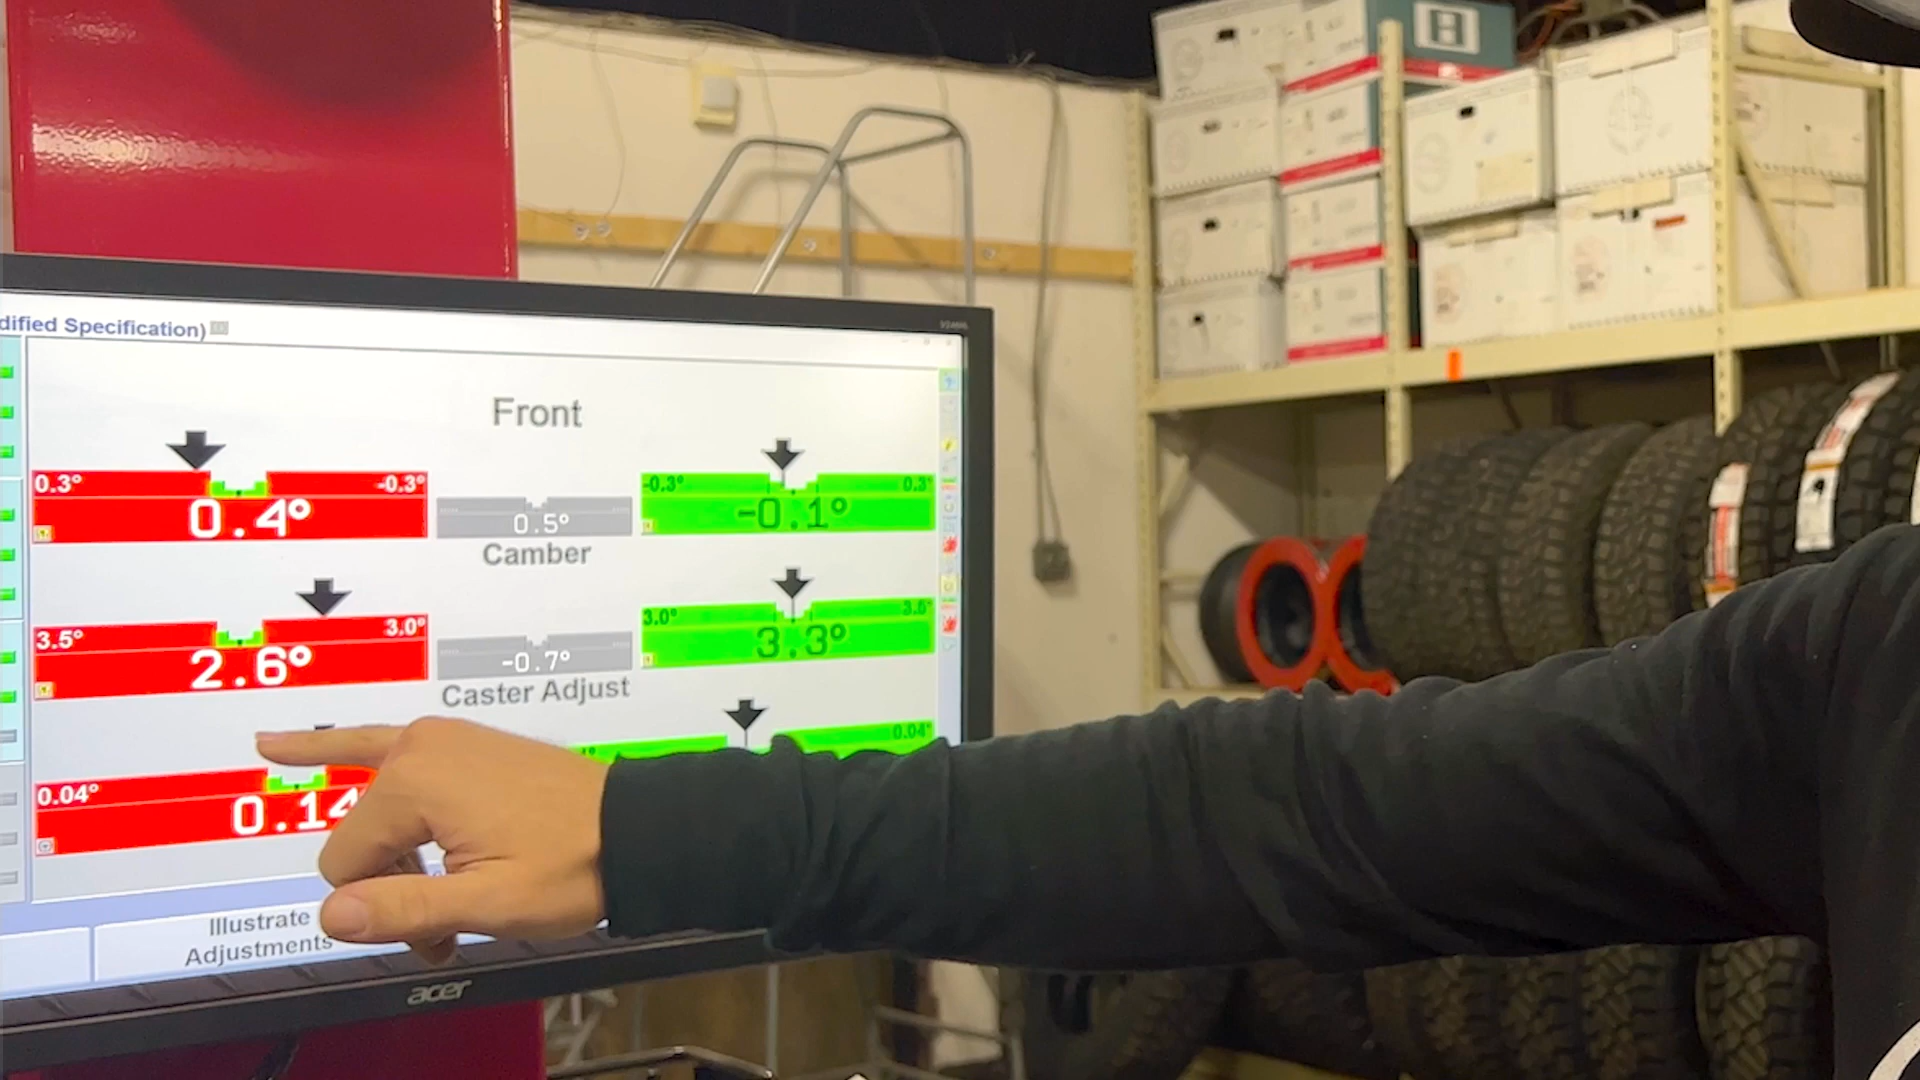 dified Specification)
Front
0.3° -0.3°
0.4°
0.5°
Camber
-0.3° 0.3°
-0.1°
3.5° 3.0°
2.6°
-0.7°
Caster Adjust
3.0° 3.5°
3.3°
0.04°
0.14
0.04°
Illustrate
Adjustments
acer
H